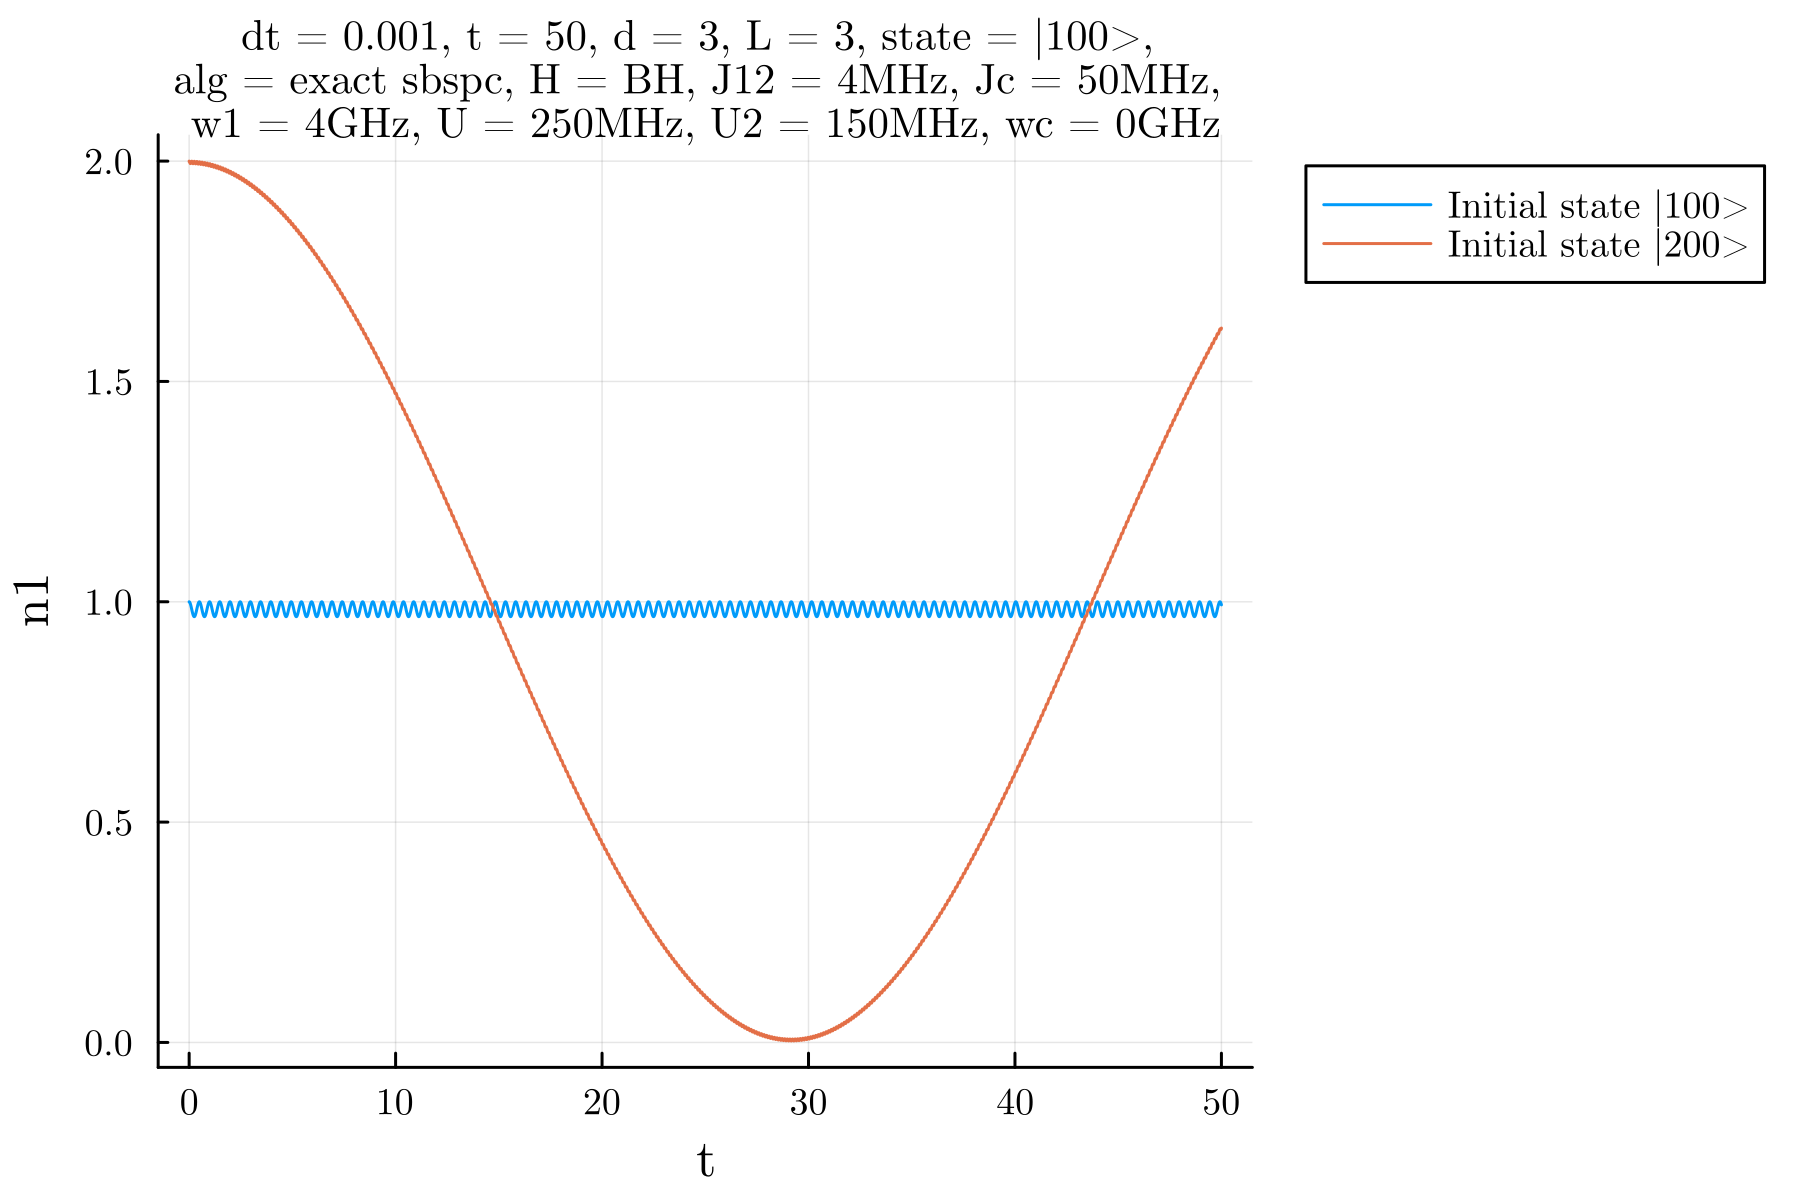 dt = 0.001, t = 50, d = 3, L = 3, state = |100>,
alg = exact sbspc, H = BH, J12 = 4MHz, Jc = 50MHz,
w1 = 4GHz, U = 250MHz, U2 = 150MHz, wc = 0GHz
2.0
1.5
1.0
0.5
0.0
n1
0 10 20 30 40 50
t
Initial state |100>
Initial state |200>